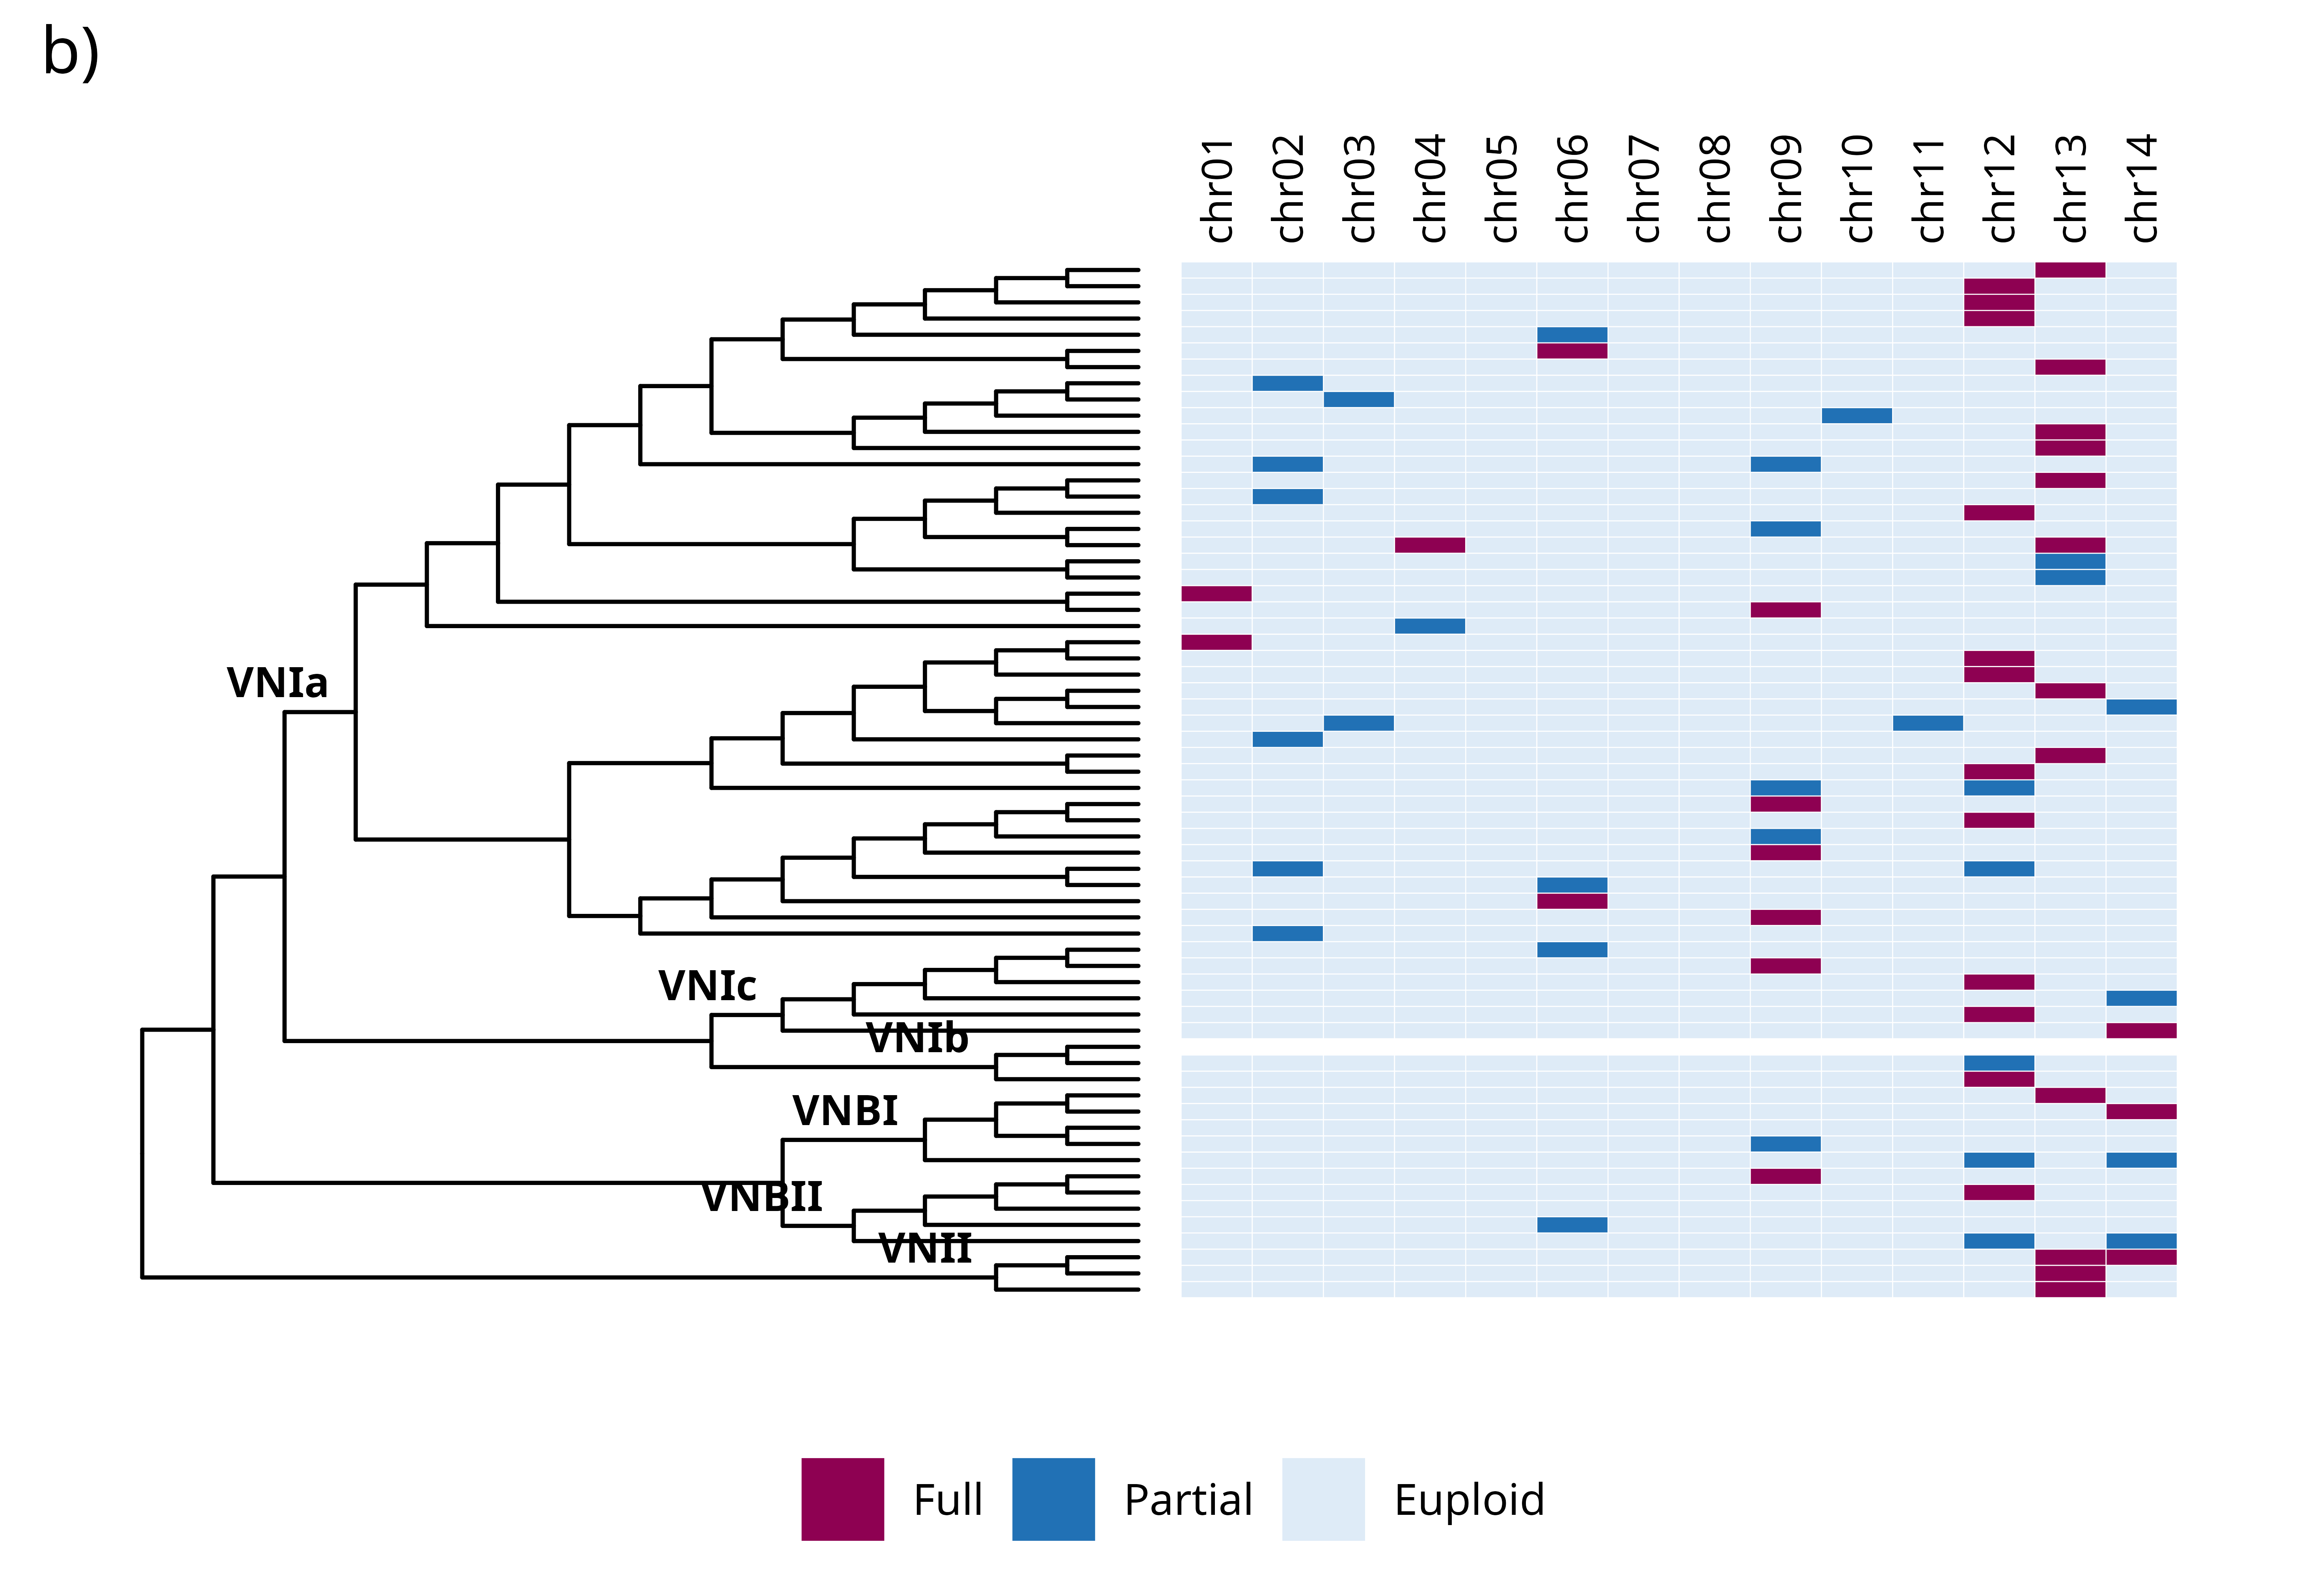 b)
chr01
chr02
chr03
chr04
chr05
chr06
chr07
chr08
chr09
chr10
chr11
chr12
chr13
chr14
VNIa
VNIc
VNIb
VNBI
VNBII
VNII
Full Partial Euploid